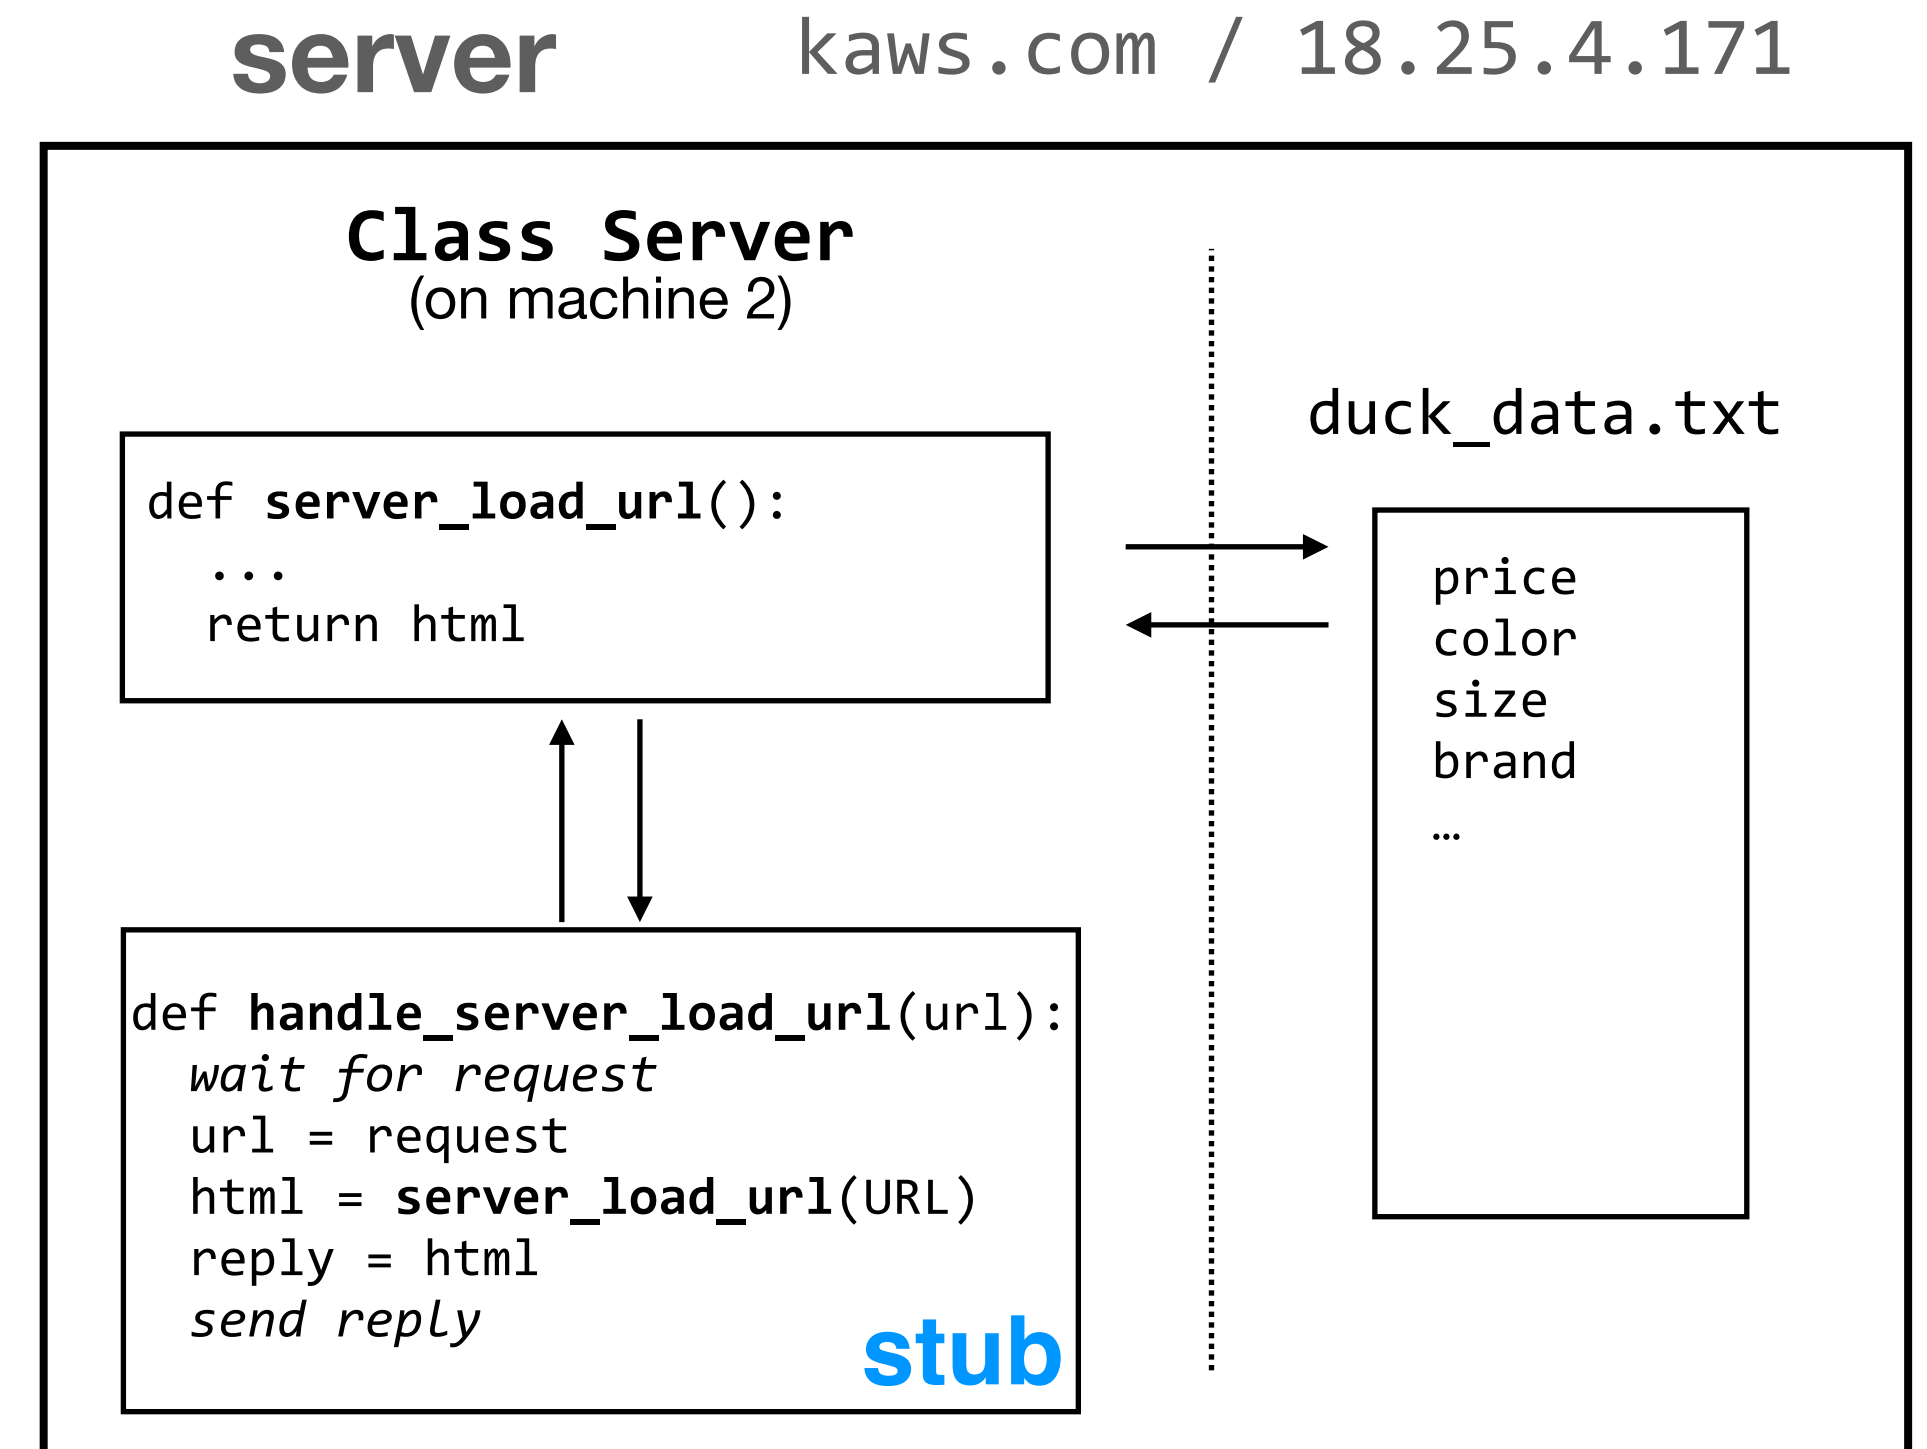 server
kaws.com / 18.25.4.171
Class Server
(on machine 2)
def server_load_url():
...
return html
def handle_server_load_url(url):
wait for request
url = request
html = server_load_url(URL)
reply = html
send reply
stub
duck_data.txt
price
color
size
brand
…